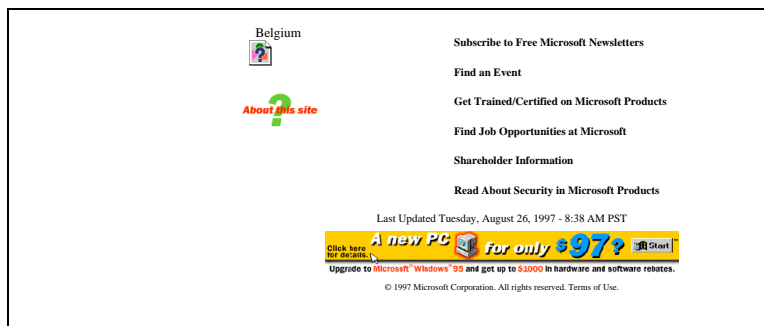 Belgium
About this site
Subscribe to Free Microsoft Newsletters
Find an Event
Get Trained/Certified on Microsoft Products
Find Job Opportunities at Microsoft
Shareholder Information
Read About Security in Microsoft Products
Last Updated Tuesday, August 26, 1997 - 8:38 AM PST
Click here
for details.
A new PC for only $97? Start
Upgrade to Microsoft® Windows® 95 and get up to $1000 in hardware and software rebates.
© 1997 Microsoft Corporation. All rights reserved. Terms of Use.